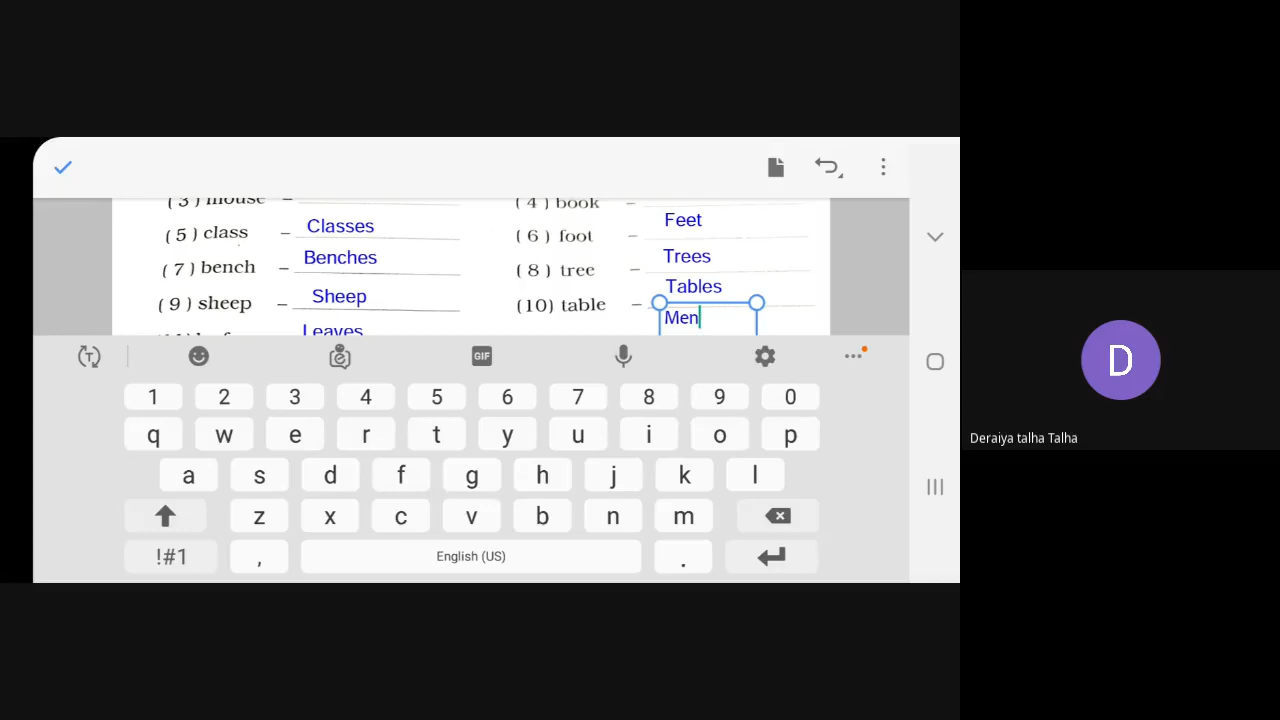 (3) mouse – (4) book –
(5) class – Classes (6) foot – Feet
(7) bench – Benches (8) tree – Trees
(9) sheep – Sheep (10) table – Tables
Leaves Men
GIF
1 2 3 4 5 6 7 8 9 0
q w e r t y u i o p
a s d f g h j k l
z x c v b n m
!#1 , English (US) .
D
Deraiya talha Talha